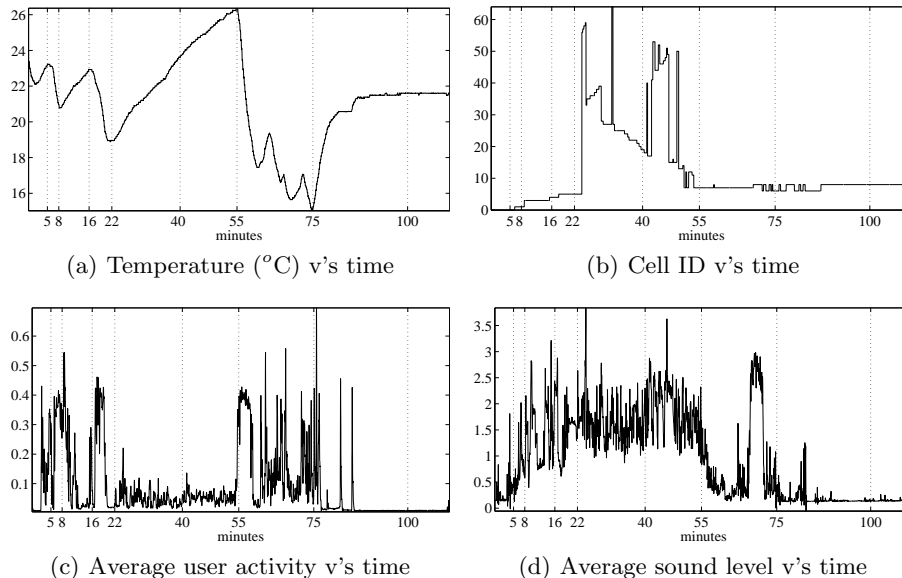 26
24
22
20
18
16
5 8 16 22 40 55 75 100
minutes
(a) Temperature (°C) v's time
60
50
40
30
20
10
0
5 8 16 22 40 55 75 100
minutes
(b) Cell ID v's time
0.6
0.5
0.4
0.3
0.2
0.1
5 8 16 22 40 55 75 100
minutes
(c) Average user activity v's time
3.5
3
2.5
2
1.5
1
0.5
0
5 8 16 22 40 55 75 100
minutes
(d) Average sound level v's time